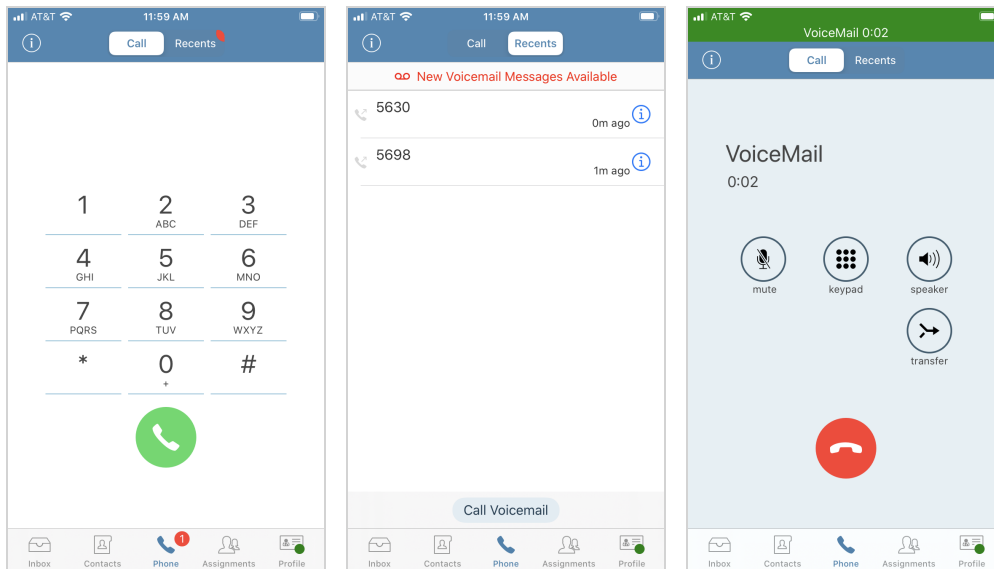 AT&T 11:59 AM
Call Recents
1 2 3
ABC DEF
4 5 6
GHI JKL MNO
7 8 9
PQRS TUV WXYZ
* 0 #
+
1
Inbox Contacts Phone Assignments Profile
AT&T 11:59 AM
Call Recents
New Voicemail Messages Available
5630
0m ago
5698
1m ago
Call Voicemail
Inbox Contacts Phone Assignments Profile
AT&T
VoiceMail 0:02
Call Recents
VoiceMail
0:02
mute keypad speaker
transfer
Inbox Contacts Phone Assignments Profile